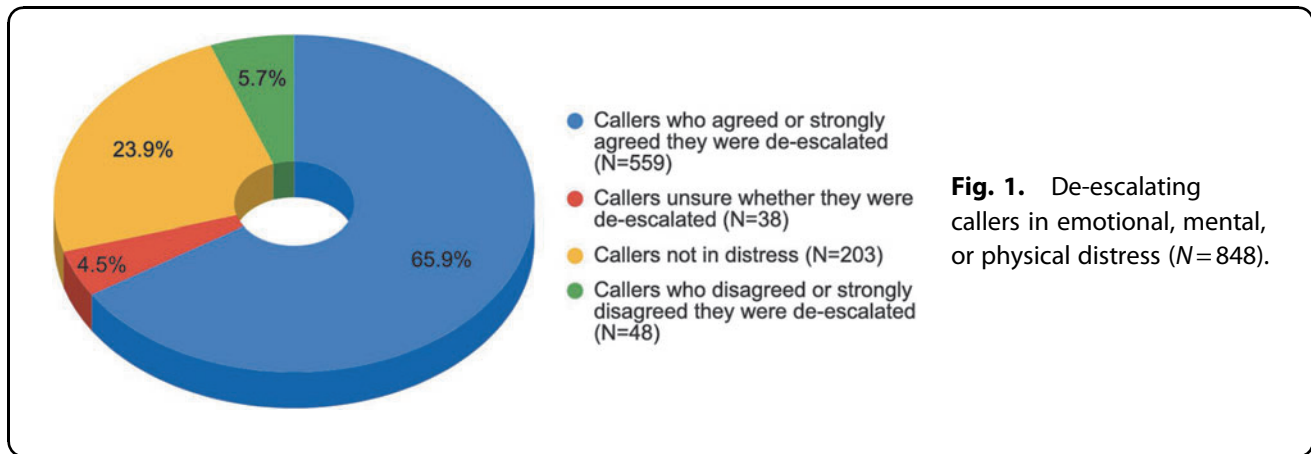 5.7%
23.9%
4.5%
65.9%
Callers who agreed or strongly
agreed they were de-escalated
(N=559)
Callers unsure whether they were
de-escalated (N=38)
Callers not in distress (N=203)
Callers who disagreed or strongly
disagreed they were de-escalated
(N=48)
Fig. 1. De-escalating
callers in emotional, mental,
or physical distress (N=848).